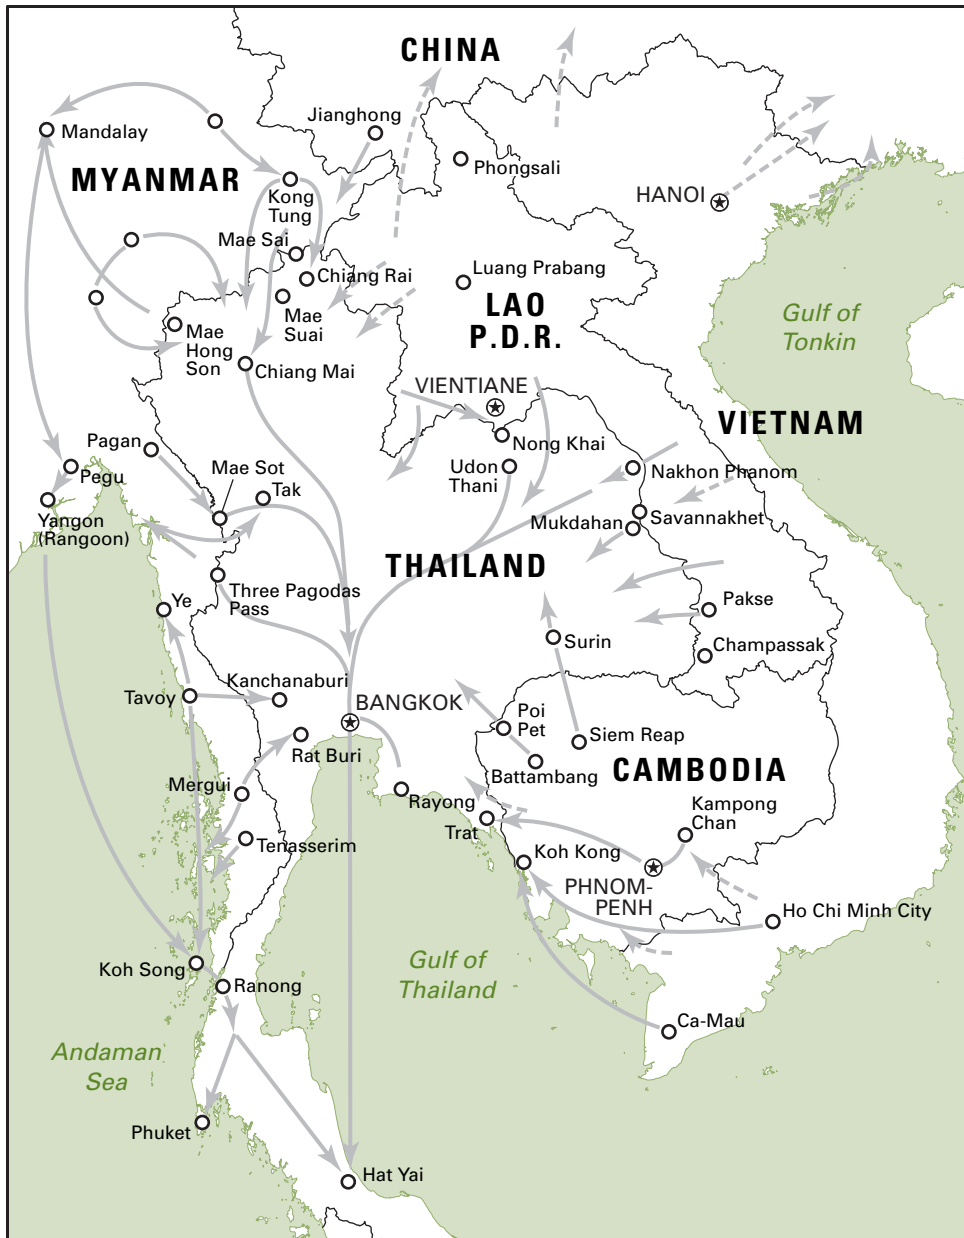 CHINA
Jianghong
Mandalay
Phongsali
MYANMAR
HANOI
Kong
Tung
Mae Sai
Chiang Rai
Luang Prabang
Mae
Suai
LAO
P.D.R.
Gulf of
Tonkin
Mae
Hong
Son
Chiang Mai
VIENTIANE
VIETNAM
Pagan
Nong Khai
Pegu
Mae Sot
Tak
Udon
Thani
Nakhon Phanom
Yangon
(Rangoon)
Mukdahan
Savannakhet
THAILAND
Three Pagodas
Pass
Ye
Pakse
Surin
Champassak
Kanchanaburi
Tavoy
BANGKOK
Poi
Pet
Siem Reap
Rat Buri
Battambang
CAMBODIA
Mergui
Rayong
Kampong
Chan
Trat
Tenasserim
Koh Kong
PHNOM-
PENH
Ho Chi Minh City
Koh Song
Ranong
Gulf of
Thailand
Ca-Mau
Andaman
Sea
Phuket
Hat Yai